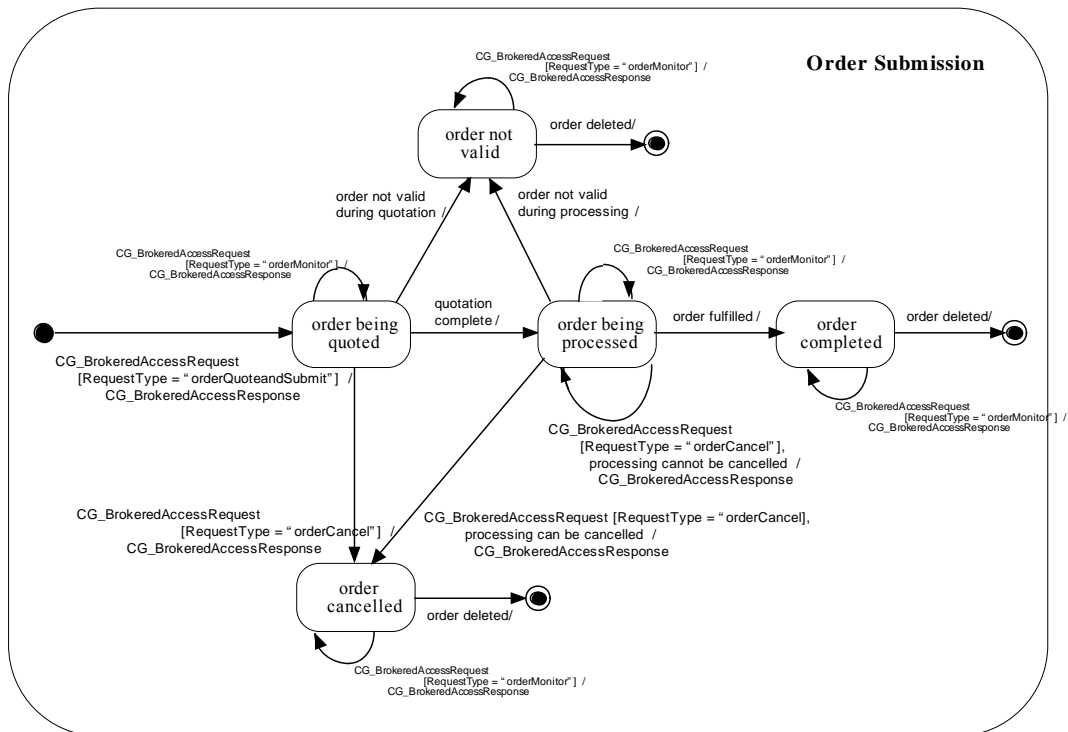 Order Submission
CG_BrokeredAccessRequest
[RequestType = “orderMonitor”] /
CG_BrokeredAccessResponse
order not
valid
order deleted/
order not valid
during quotation /
order not valid
during processing /
CG_BrokeredAccessRequest
[RequestType = “orderMonitor”] /
CG_BrokeredAccessResponse
CG_BrokeredAccessRequest
[RequestType = “orderMonitor”] /
CG_BrokeredAccessResponse
order being
quoted
quotation
complete /
order being
processed
order fulfilled /
order
completed
order deleted/
CG_BrokeredAccessRequest
[RequestType = “orderQuoteandSubmit”] /
CG_BrokeredAccessResponse
CG_BrokeredAccessRequest
[RequestType = “orderMonitor”] /
CG_BrokeredAccessResponse
CG_BrokeredAccessRequest
[RequestType = “orderCancel”],
processing cannot be cancelled /
CG_BrokeredAccessResponse
CG_BrokeredAccessRequest
[RequestType = “orderCancel”] /
CG_BrokeredAccessResponse
CG_BrokeredAccessRequest [RequestType = “orderCancel],
processing can be cancelled /
CG_BrokeredAccessResponse
order
cancelled
order deleted/
CG_BrokeredAccessRequest
[RequestType = “orderMonitor”] /
CG_BrokeredAccessResponse